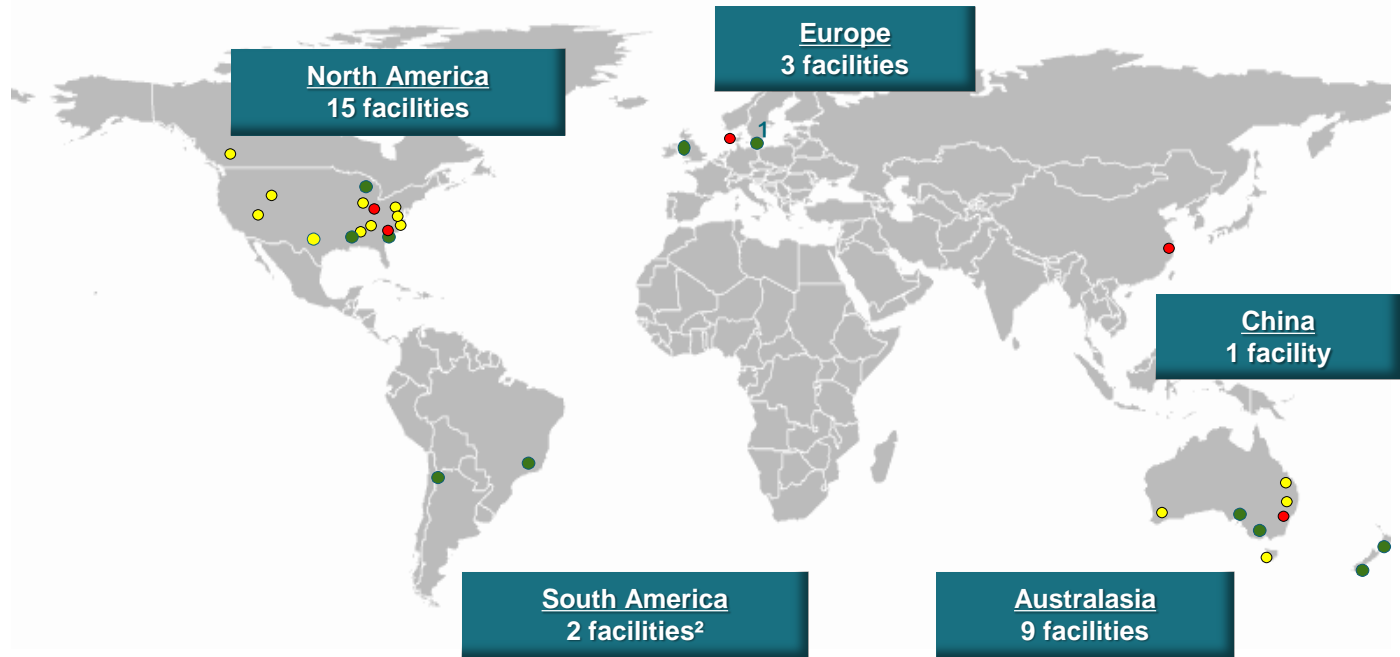 Europe
3 facilities
North America
15 facilities
1
China
1 facility
South America
2 facilities²
Australasia
9 facilities